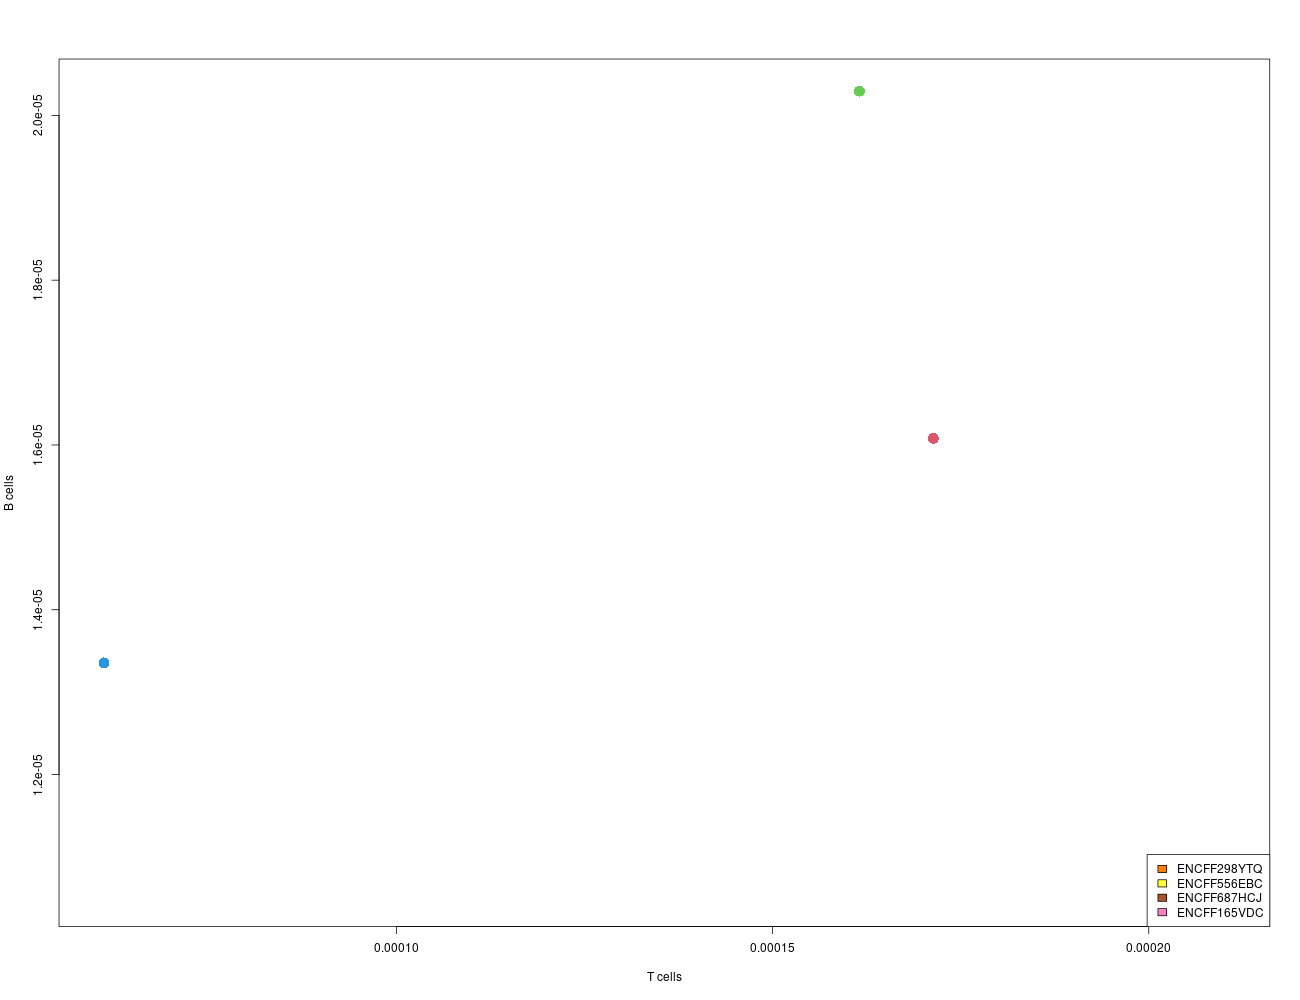 2.0e-05
1.8e-05
1.6e-05
1.4e-05
1.2e-05
B cells
0.00010
0.00015
0.00020
T cells
ENCFF298YTQ
ENCFF556EBC
ENCFF687HCJ
ENCFF165VDC